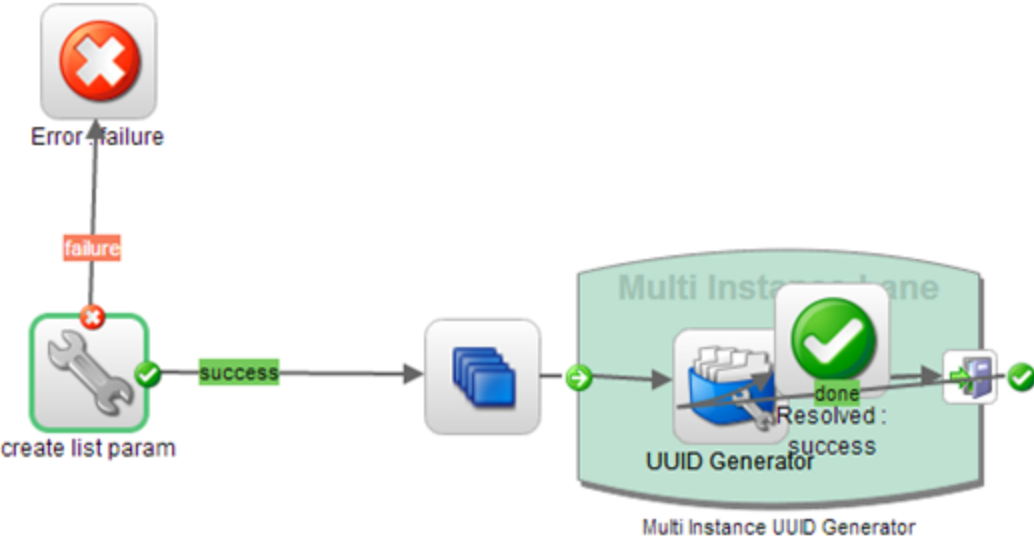 Error : failure
failure
Multi Instance Lane
success
done
Resolved :
success
create list param
UUID Generator
Multi Instance UUID Generator